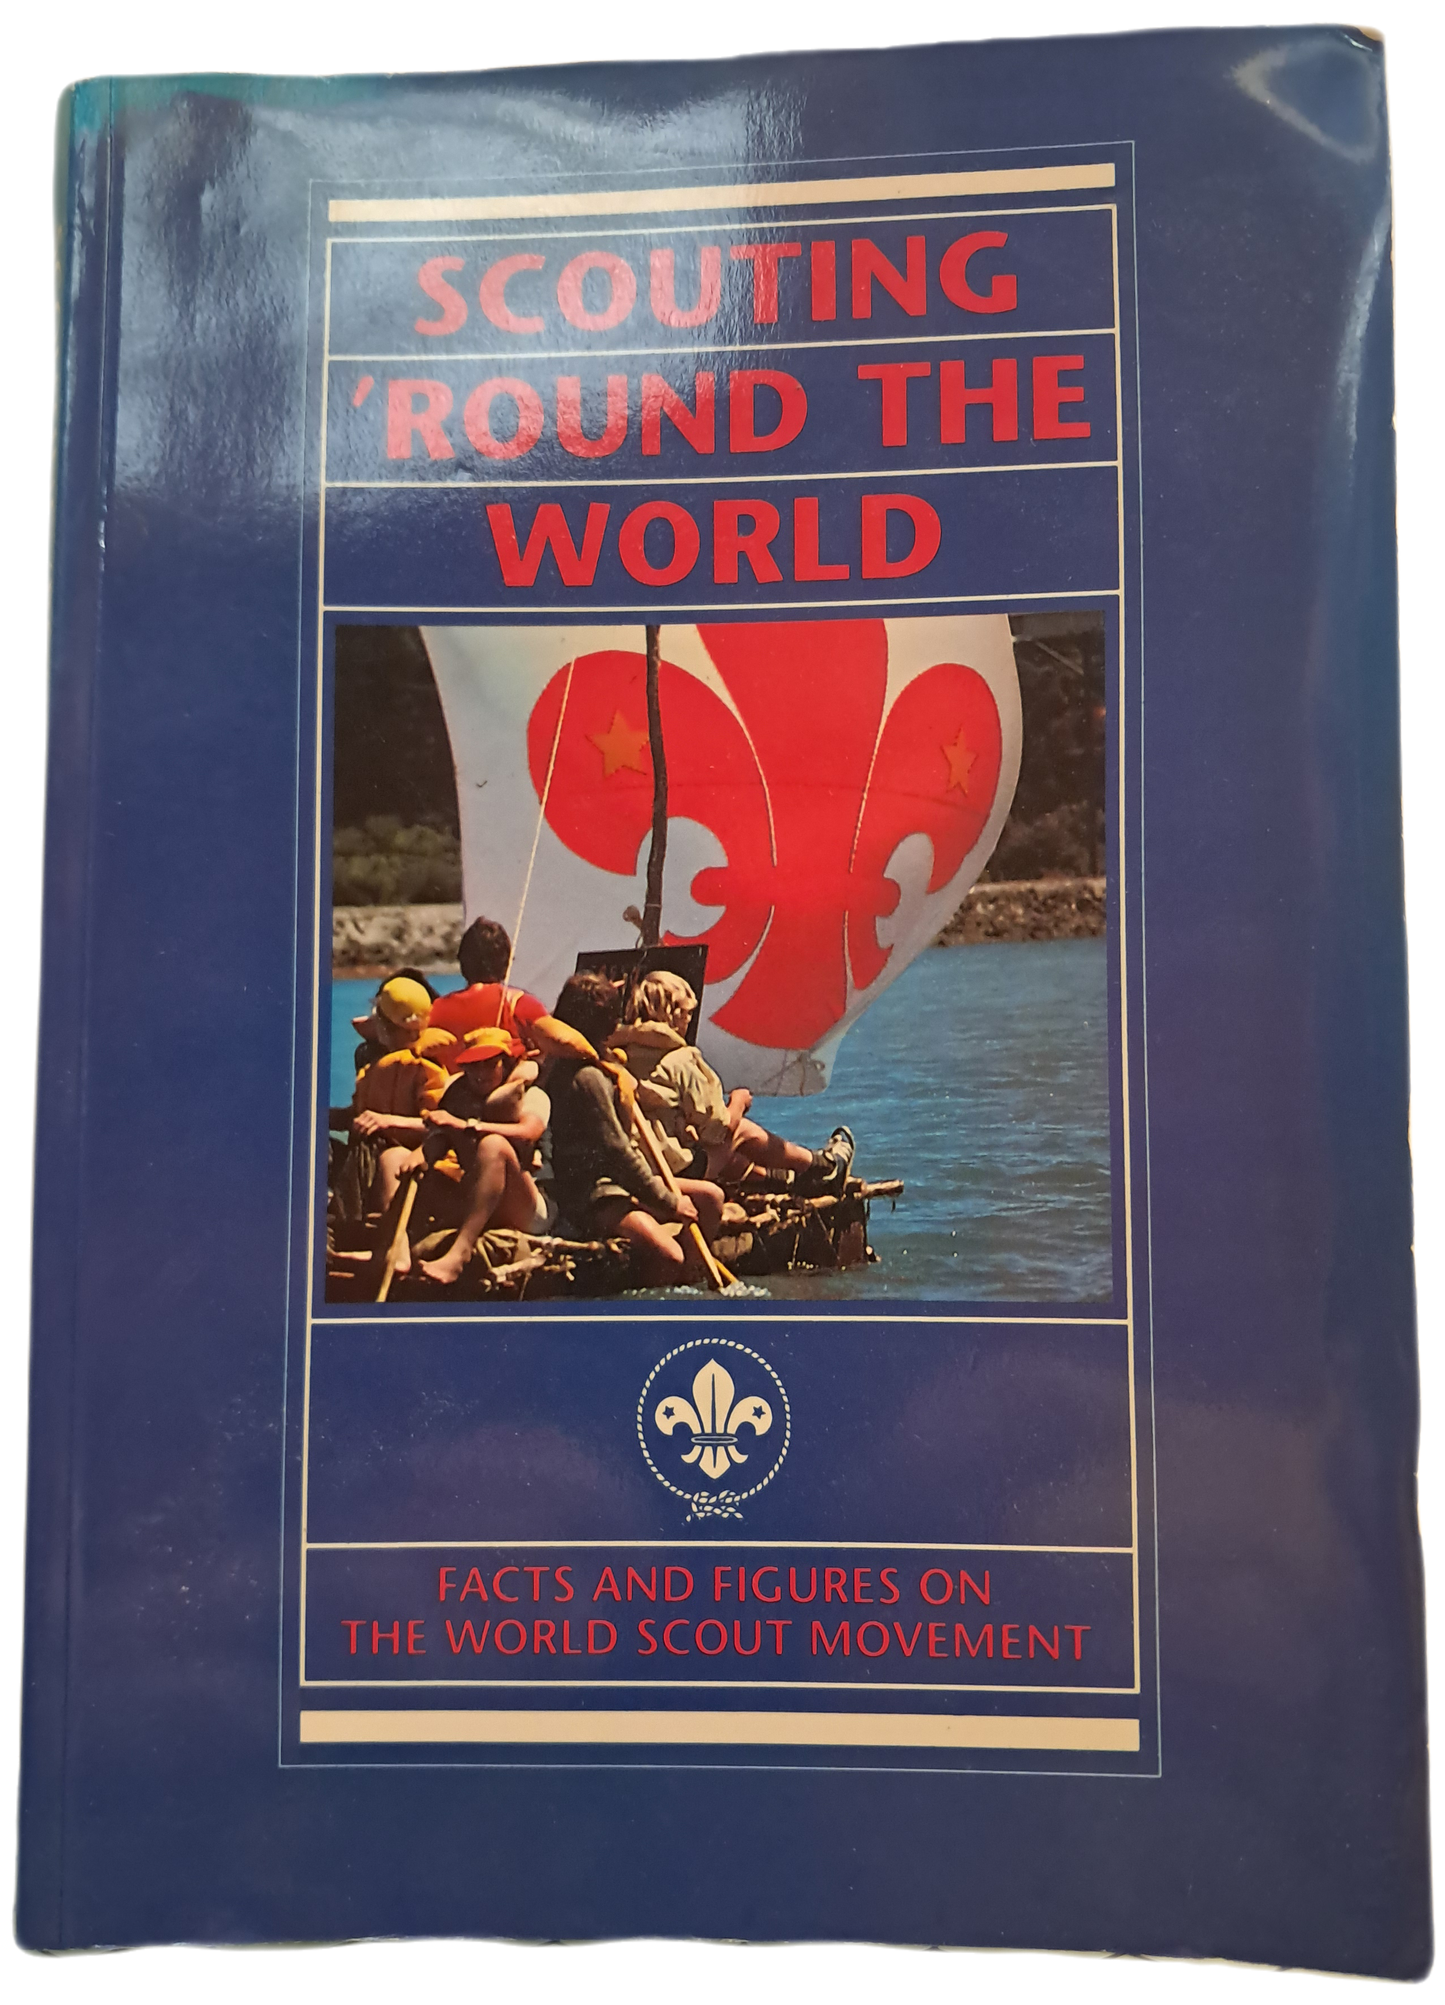 SCOUTING
'ROUND THE
WORLD
FACTS AND FIGURES ON
THE WORLD SCOUT MOVEMENT